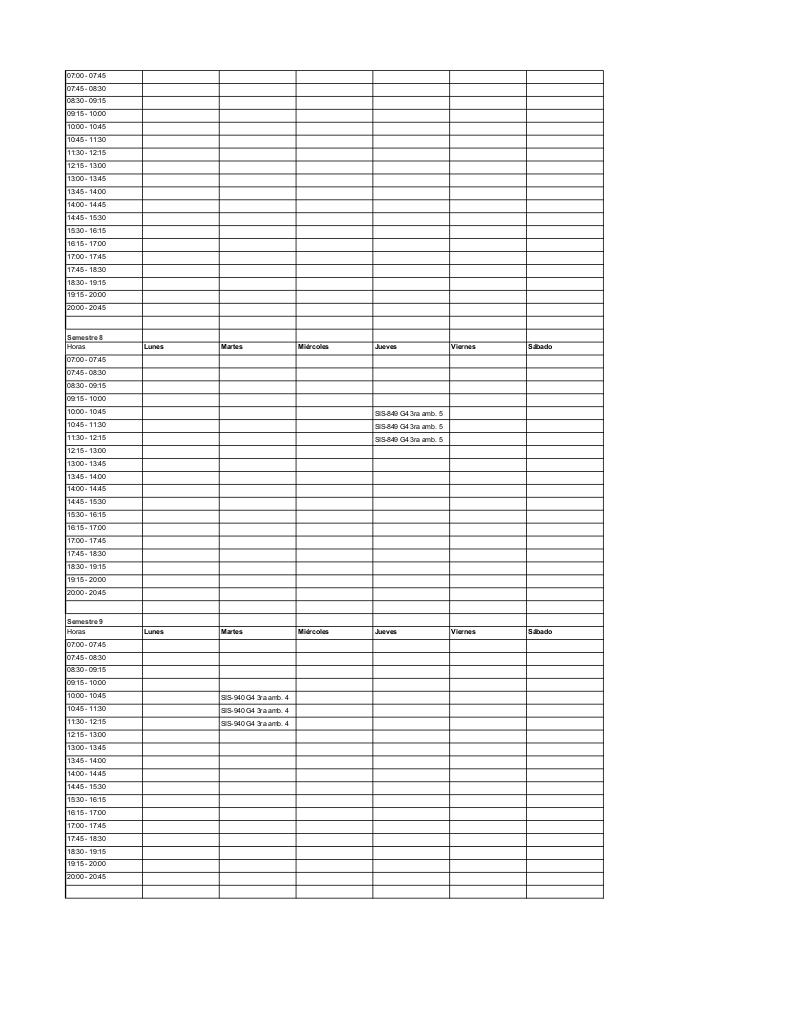 07:00 - 07:45
07:45 - 08:30
08:30 - 09:15
09:15 - 10:00
10:00 - 10:45
10:45 - 11:30
11:30 - 12:15
12:15 - 13:00
13:00 - 13:45
13:45 - 14:00
14:00 - 14:45
14:45 - 15:30
15:30 - 16:15
16:15 - 17:00
17:00 - 17:45
17:45 - 18:30
18:30 - 19:15
19:15 - 20:00
20:00 - 20:45
Semestre 8
Horas Lunes Martes Miércoles Jueves Viernes Sábado
07:00 - 07:45
07:45 - 08:30
08:30 - 09:15
09:15 - 10:00
10:00 - 10:45 SIS-849 G4 3ra amb. 5
10:45 - 11:30 SIS-849 G4 3ra amb. 5
11:30 - 12:15 SIS-849 G4 3ra amb. 5
12:15 - 13:00
13:00 - 13:45
13:45 - 14:00
14:00 - 14:45
14:45 - 15:30
15:30 - 16:15
16:15 - 17:00
17:00 - 17:45
17:45 - 18:30
18:30 - 19:15
19:15 - 20:00
20:00 - 20:45
Semestre 9
Horas Lunes Martes Miércoles Jueves Viernes Sábado
07:00 - 07:45
07:45 - 08:30
08:30 - 09:15
09:15 - 10:00
10:00 - 10:45 SIS-940 G4 3ra amb. 4
10:45 - 11:30 SIS-940 G4 3ra amb. 4
11:30 - 12:15 SIS-940 G4 3ra amb. 4
12:15 - 13:00
13:00 - 13:45
13:45 - 14:00
14:00 - 14:45
14:45 - 15:30
15:30 - 16:15
16:15 - 17:00
17:00 - 17:45
17:45 - 18:30
18:30 - 19:15
19:15 - 20:00
20:00 - 20:45